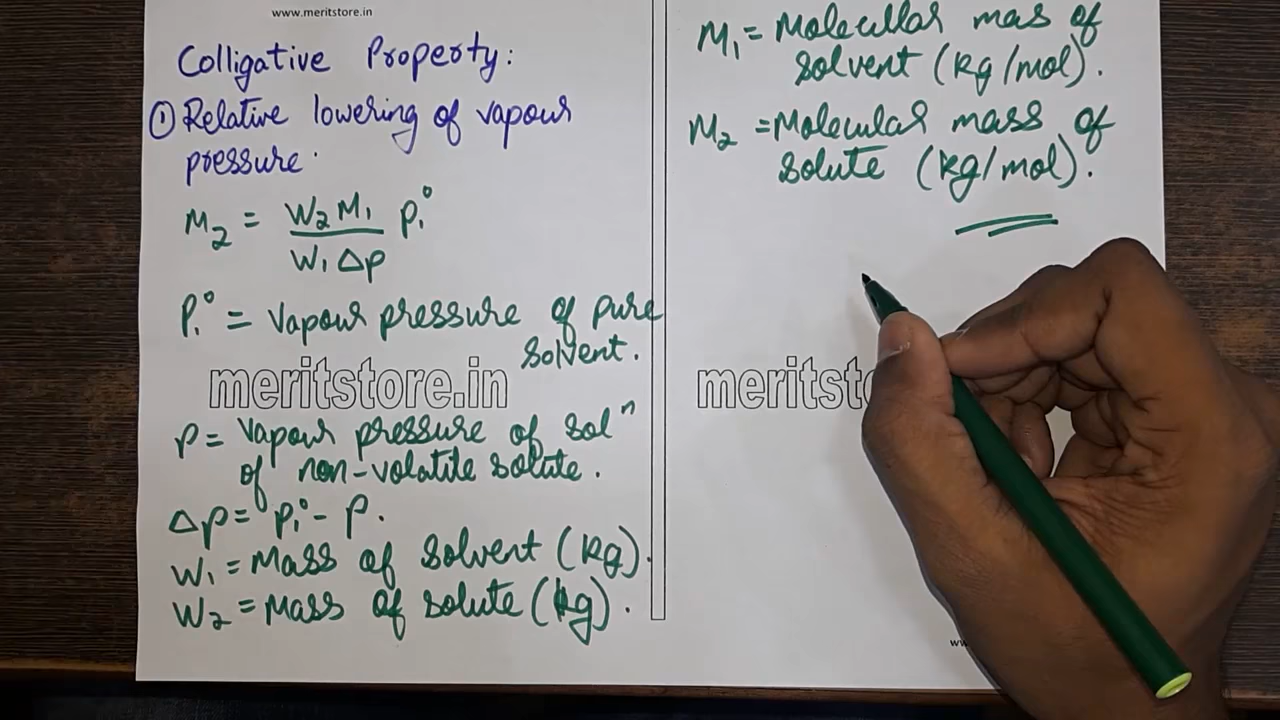 www.meritstore.in
Colligative Property:
① Relative lowering of vapour
pressure.
M₂ = W₂ M₁ / W₁ Δp P₁°
P₁° = Vapour pressure of pure
solvent.
meritstore.in
P = Vapour pressure of solⁿ
of non-volatile solute.
Δp = P₁° - P.
W₁ = Mass of solvent (kg).
W₂ = Mass of solute (kg).
M₁ = Molecular mas of
solvent (kg/mol).
M₂ = Molecular mass of
solute (kg/mol).